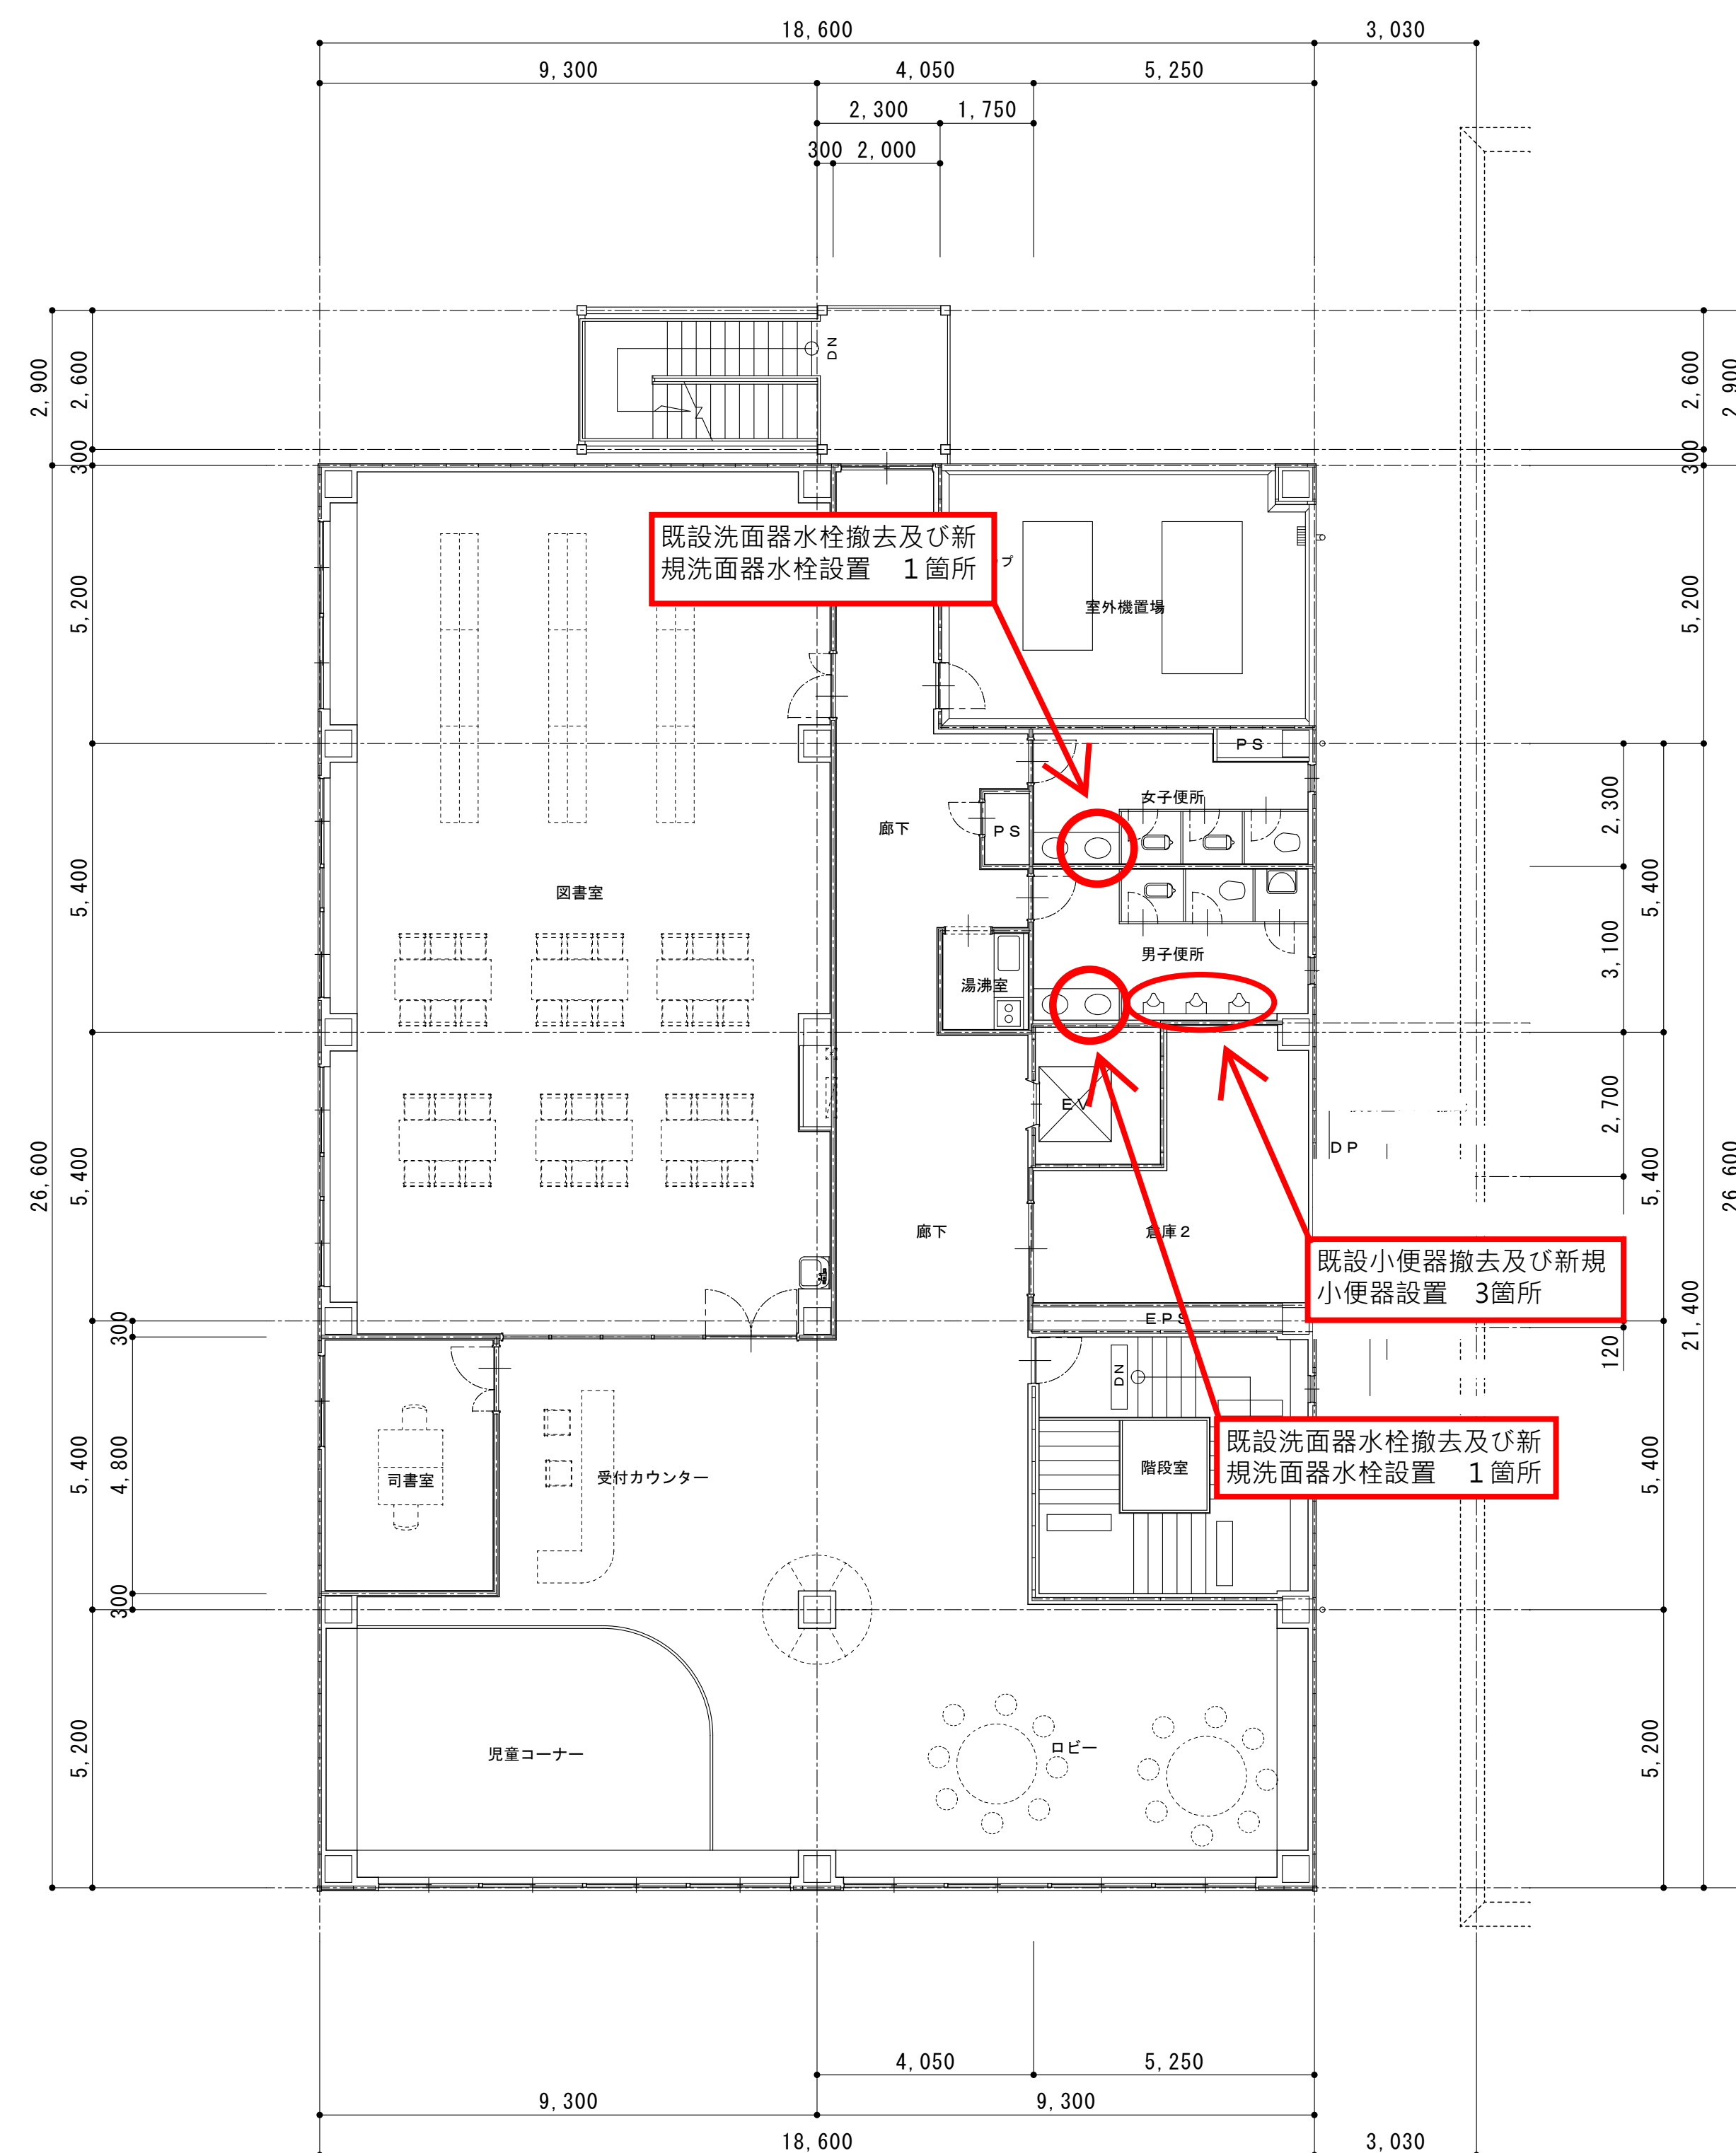 18,600
3,030
9,300
4,050
5,250
2,300
1,750
300
2,000
2,900
2,600
300
5,200
5,400
26,600
5,400
300
5,400
4,800
300
5,200
DN
既設洗面器水栓撤去及び新
規洗面器水栓設置 1箇所
プ
室外機置場
PS
女子便所
廊下
PS
図書室
男子便所
湯沸室
EV
DP
廊下
倉庫2
既設小便器撤去及び新規
小便器設置 3箇所
EPS
DN
既設洗面器水栓撤去及び新
規洗面器水栓設置 1箇所
階段室
司書室
受付カウンター
児童コーナー
ロビー
2,600
2,900
300
5,200
2,300
5,400
3,100
2,700
5,400
26,600
21,400
120
5,400
5,200
4,050
5,250
9,300
9,300
18,600
3,030